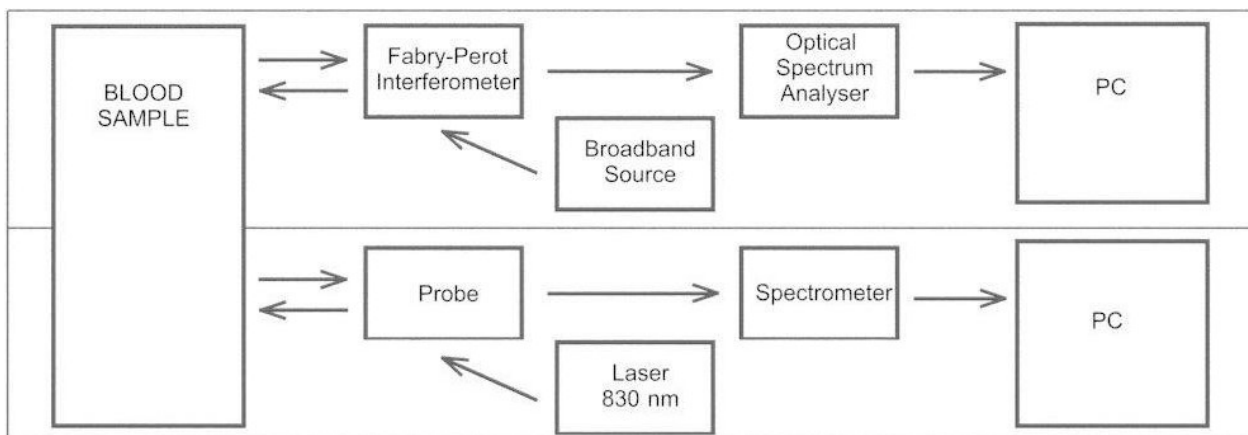 BLOOD
SAMPLE
Fabry-Perot
Interferometer
Optical
Spectrum
Analyser
PC
Broadband
Source
Probe
Spectrometer
PC
Laser
830 nm